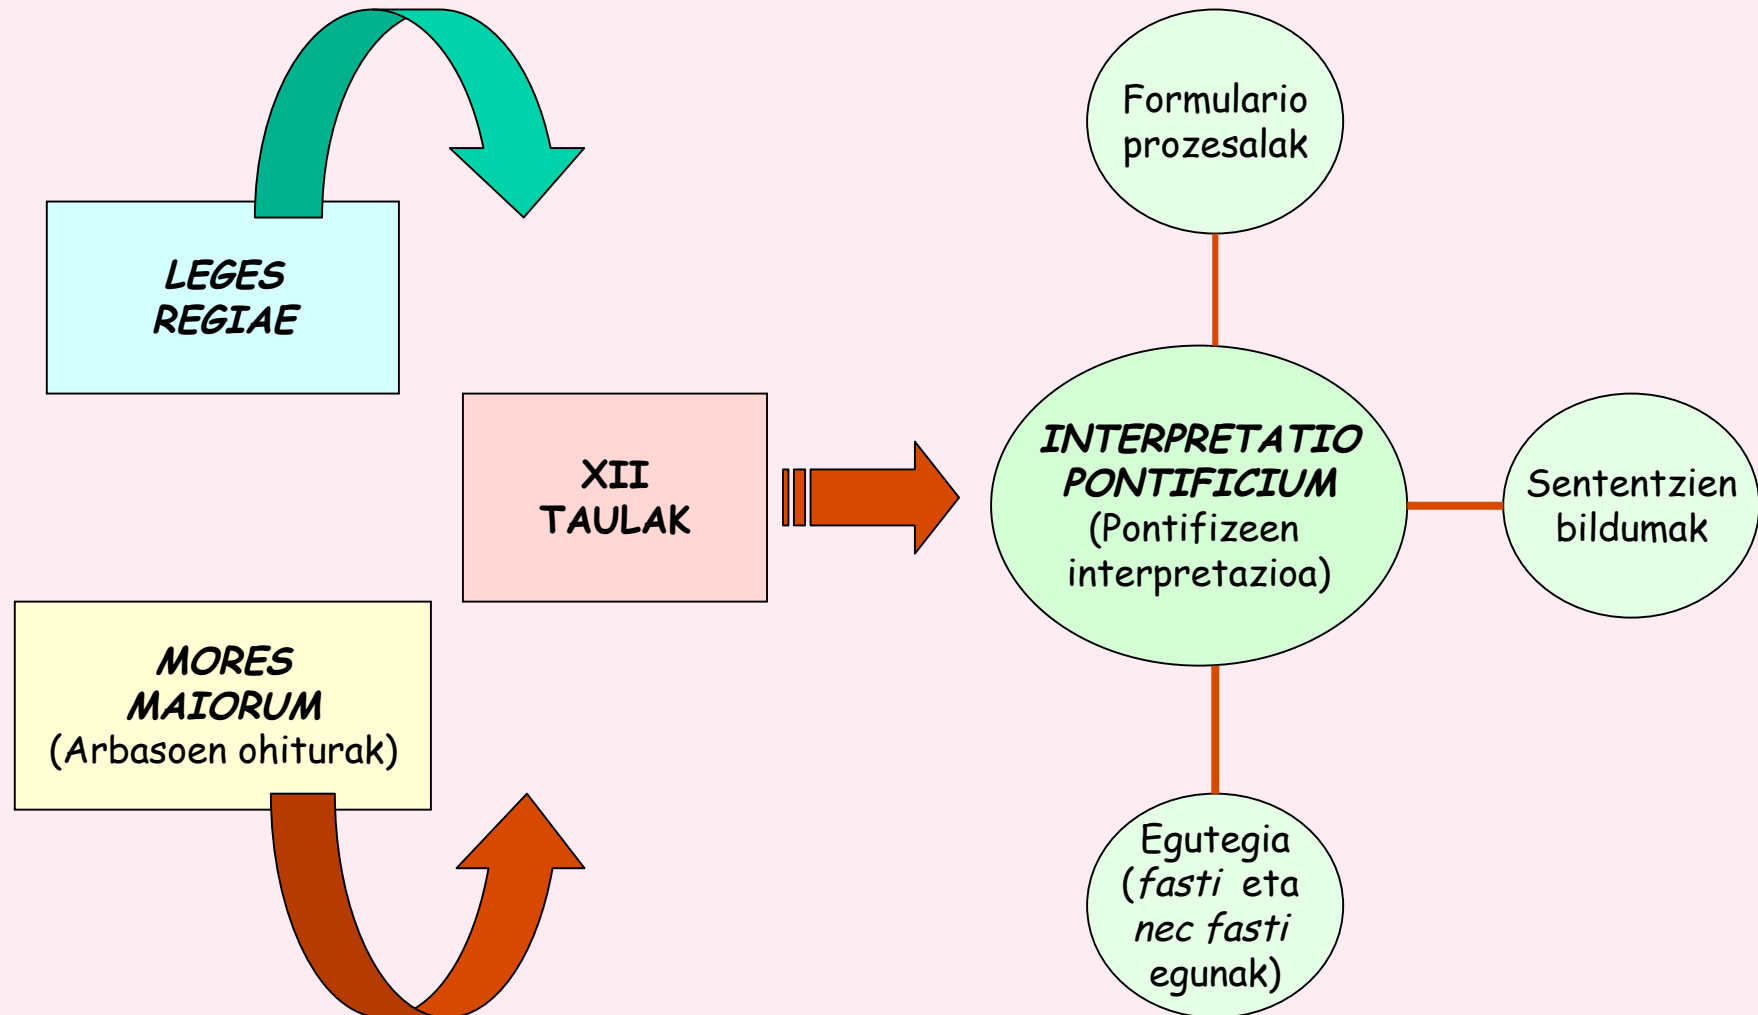 LEGES
REGIAE
MORES
MAIORUM
(Arbasoen ohiturak)
XII
TAULAK
INTERPRETATIO
PONTIFICIUM
(Pontifizeen
interpretazioa)
Formulario
prozesalak
Sententzien
bildumak
Egutegia
(fasti eta
nec fasti
egunak)